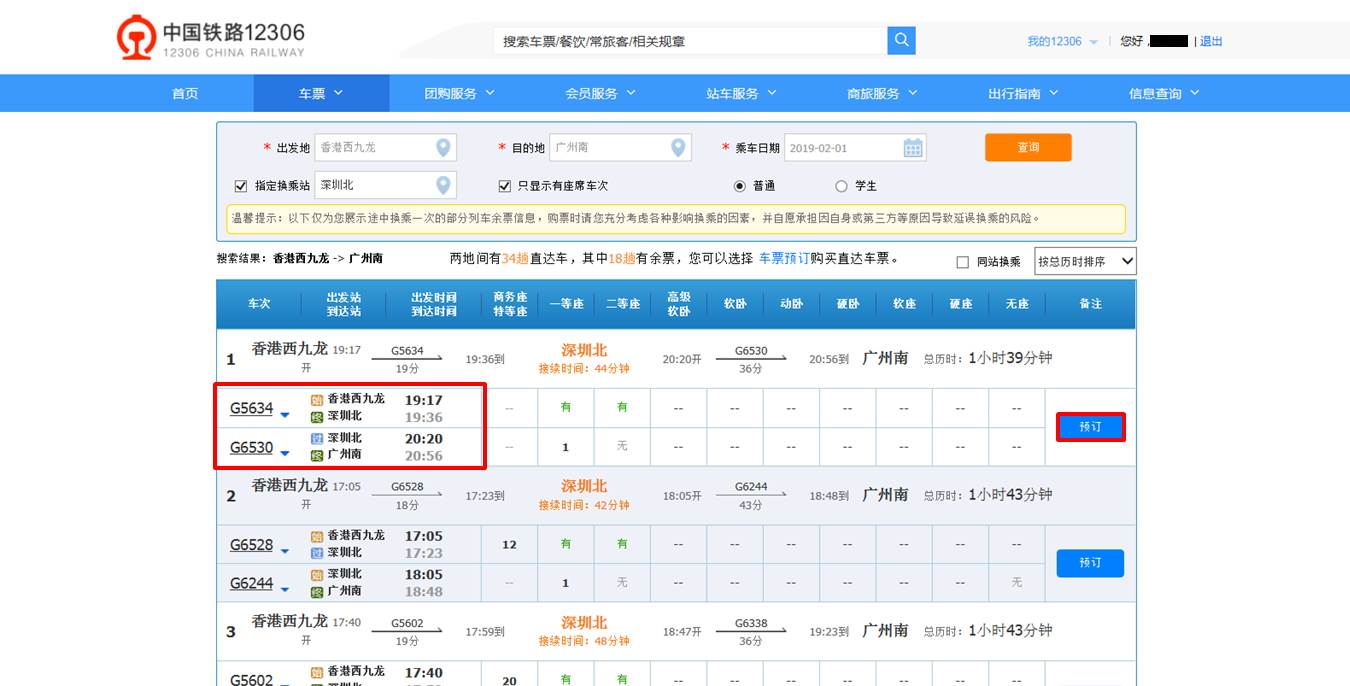 中国铁路12306
12306 CHINA RAILWAY
搜索车票/餐饮/常旅客/相关规章
我的12306 | 您好, | 退出
首页 车票 团购服务 会员服务 站车服务 商旅服务 出行指南 信息查询
* 出发地 香港西九龙 * 目的地 广州南 * 乘车日期 2019-02-01 查询
指定换乘站 深圳北 只显示有座席车次 普通 学生
温馨提示：以下仅为您展示途中换乘一次的部分列车余票信息，购票时请您充分考虑各种影响换乘的因素，并自愿承担因自身或第三方等原因导致延误换乘的风险。
搜索结果：香港西九龙 -> 广州南 两地间有34趟直达车，其中18趟有余票，您可以选择 车票预订购买直达车票。 同站换乘 按总历时排序
车次 出发站 出发时间 商务座 一等座 二等座 高级 软卧 动卧 硬卧 软座 硬座 无座 备注
到达站 到达时间 特等座 软卧
1 香港西九龙 19:17 G5634 19:36到 深圳北 20:20开 G6530 20:56到 广州南 总历时：1小时39分钟
开 19分 接续时间：44分钟 36分
G5634 始 香港西九龙 19:17 -- 有 有 -- -- -- -- -- -- --
终 深圳北 19:36
预订
G6530 过 深圳北 20:20 -- 1 无 -- -- -- -- -- -- --
终 广州南 20:56
2 香港西九龙 17:05 G6528 17:23到 深圳北 18:05开 G6244 18:48到 广州南 总历时：1小时43分钟
开 18分 接续时间：42分钟 43分
G6528 始 香港西九龙 17:05 12 有 有 -- -- -- -- -- -- --
过 深圳北 17:23
预订
G6244 始 深圳北 18:05 -- 1 无 -- -- -- -- -- -- 无
终 广州南 18:48
3 香港西九龙 17:40 G5602 17:59到 深圳北 18:47开 G6338 19:23到 广州南 总历时：1小时43分钟
开 19分 接续时间：48分钟 36分
G5602 始 香港西九龙 17:40 20 有 有 -- -- -- -- -- -- --